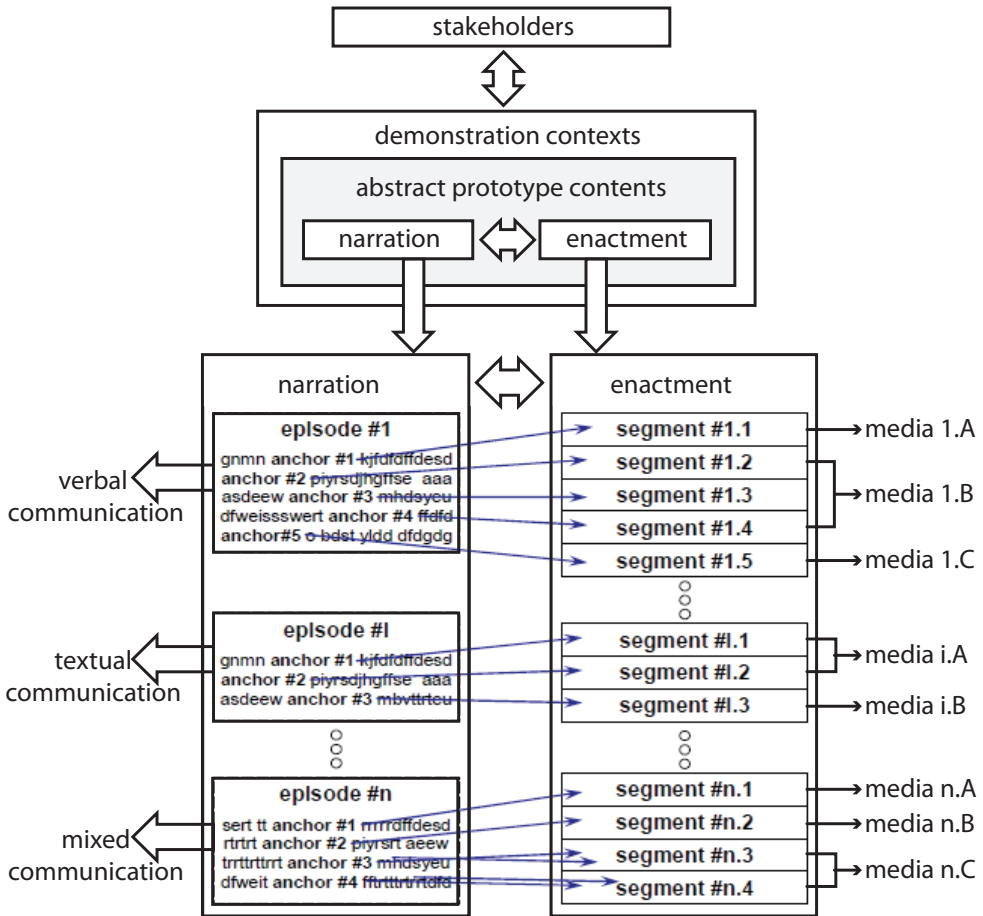 stakeholders
demonstration contexts
abstract prototype contents
narration
enactment
narration
enactment
epIsode #1
gnmn anchor #1 kjfdfdffdesd
anchor #2 piyrsdjhgffse aaa
asdeew anchor #3 mhdsyeu
dfweissswert anchor #4 ffdfd
anchor#5 o bdst yldd dfdgdg
verbal
communication
segment #1.1
segment #1.2
segment #1.3
segment #1.4
segment #1.5
media 1.A
media 1.B
media 1.C
epIsode #I
gnmn anchor #1 kjfdfdffdesd
anchor #2 piyrsdjhgffse aaa
asdeew anchor #3 mbvttrteu
textual
communication
segment #I.1
segment #I.2
segment #I.3
media i.A
media i.B
epIsode #n
sert tt anchor #1 rrrrrdffdesd
rtrtrt anchor #2 piyrsrt aeew
trrttrttrrt anchor #3 mhdsyeu
dfweit anchor #4
mixed
communication
segment #n.1
segment #n.2
segment #n.3
segment #n.4
media n.A
media n.B
media n.C